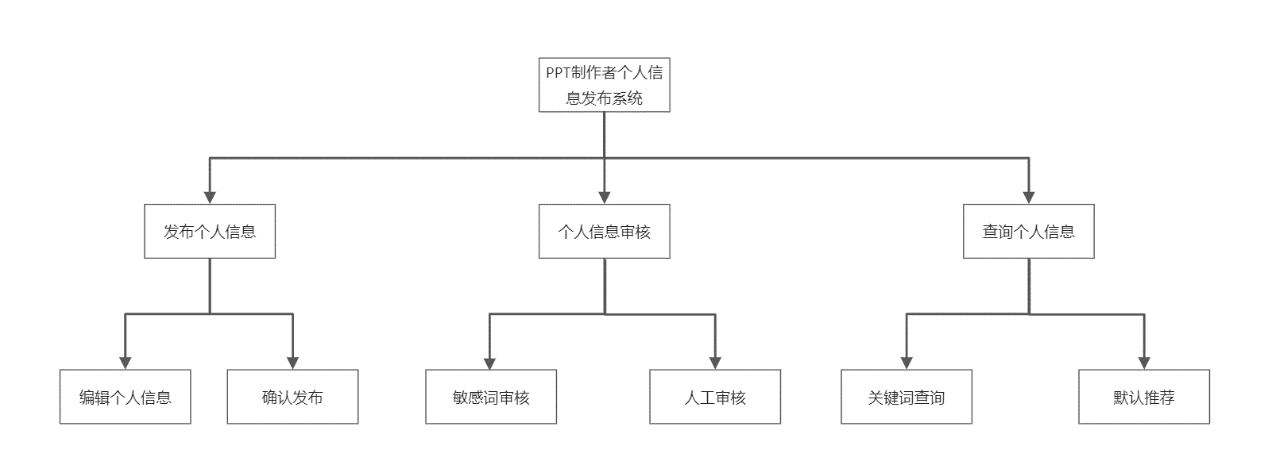 PPT制作者个人信
息发布系统
发布个人信息
个人信息审核
查询个人信息
编辑个人信息
确认发布
敏感词审核
人工审核
关键词查询
默认推荐